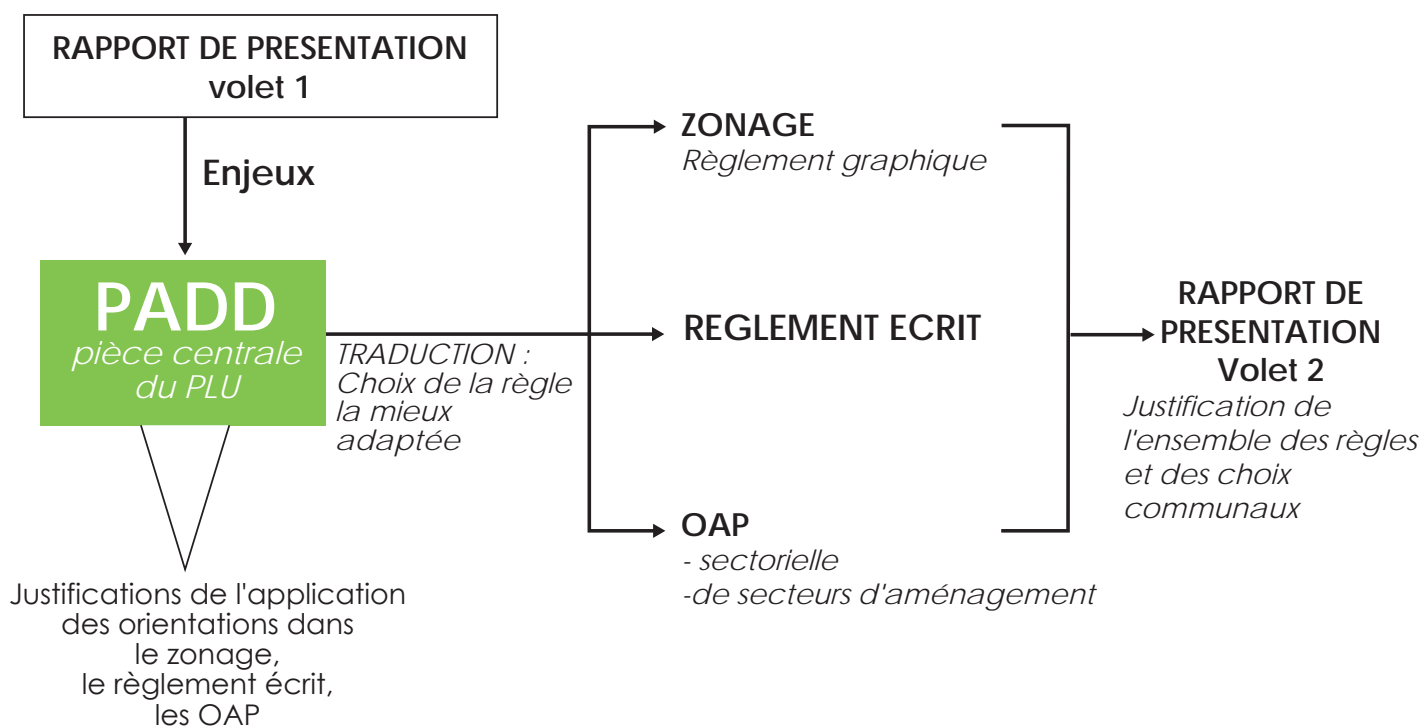 RAPPORT DE PRESENTATION
volet 1
Enjeux
PADD
pièce centrale
du PLU
TRADUCTION :
Choix de la règle
la mieux
adaptée
Justifications de l'application
des orientations dans
le zonage,
le règlement écrit,
les OAP
ZONAGE
Règlement graphique
REGLEMENT ECRIT
OAP
- sectorielle
-de secteurs d'aménagement
RAPPORT DE
PRESENTATION
Volet 2
Justification de
l'ensemble des règles
et des choix
communaux